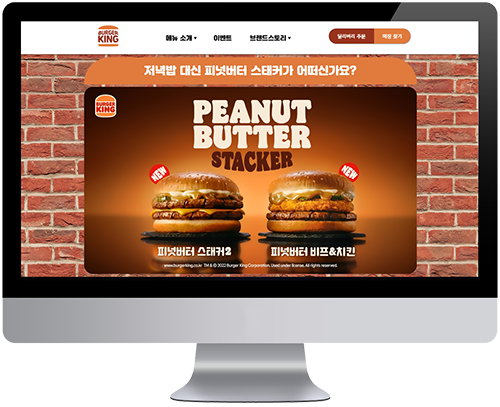 BURGER
KING
메뉴 소개
이벤트
브랜드스토리
딜리버리 주문
매장 찾기
저녁밥 대신 피넛버터 스태커가 어떠신가요?
BURGER
KING
PEANUT
BUTTER
STACKER
NEW
NEW
피넛버터 스태커2
피넛버터 비프&치킨
www.burgerking.co.kr TM & © 2022 Burger King Corporation. Used under license. All rights reserved.